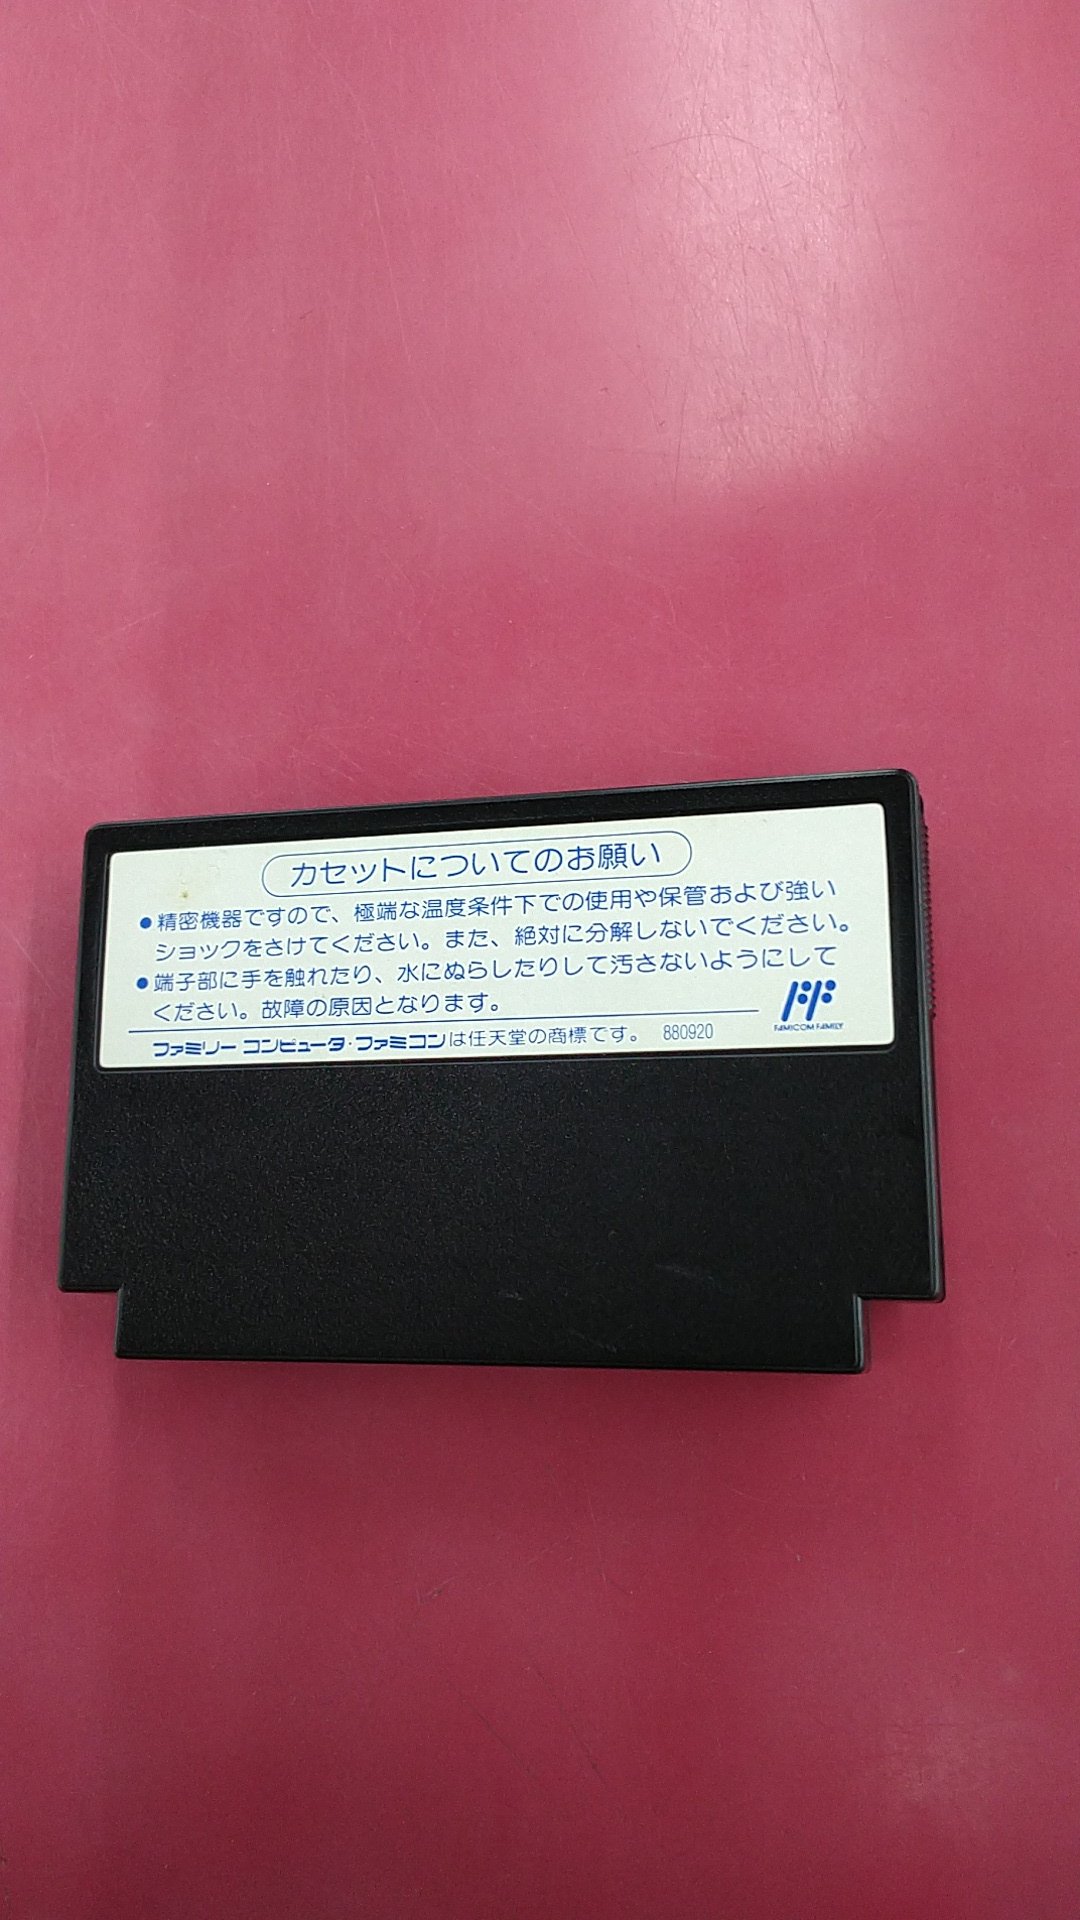 カセットについてのお願い
●精密機器ですので、極端な温度条件下での使用や保管および強い
ショックをさけてください。また、絶対に分解しないでください。
●端子部に手を触れたり、水にぬらしたりして汚さないようにして
ください。故障の原因となります。
FAMICOM FAMILY
ファミリー コンピュータ・ファミコンは任天堂の商標です。 880920